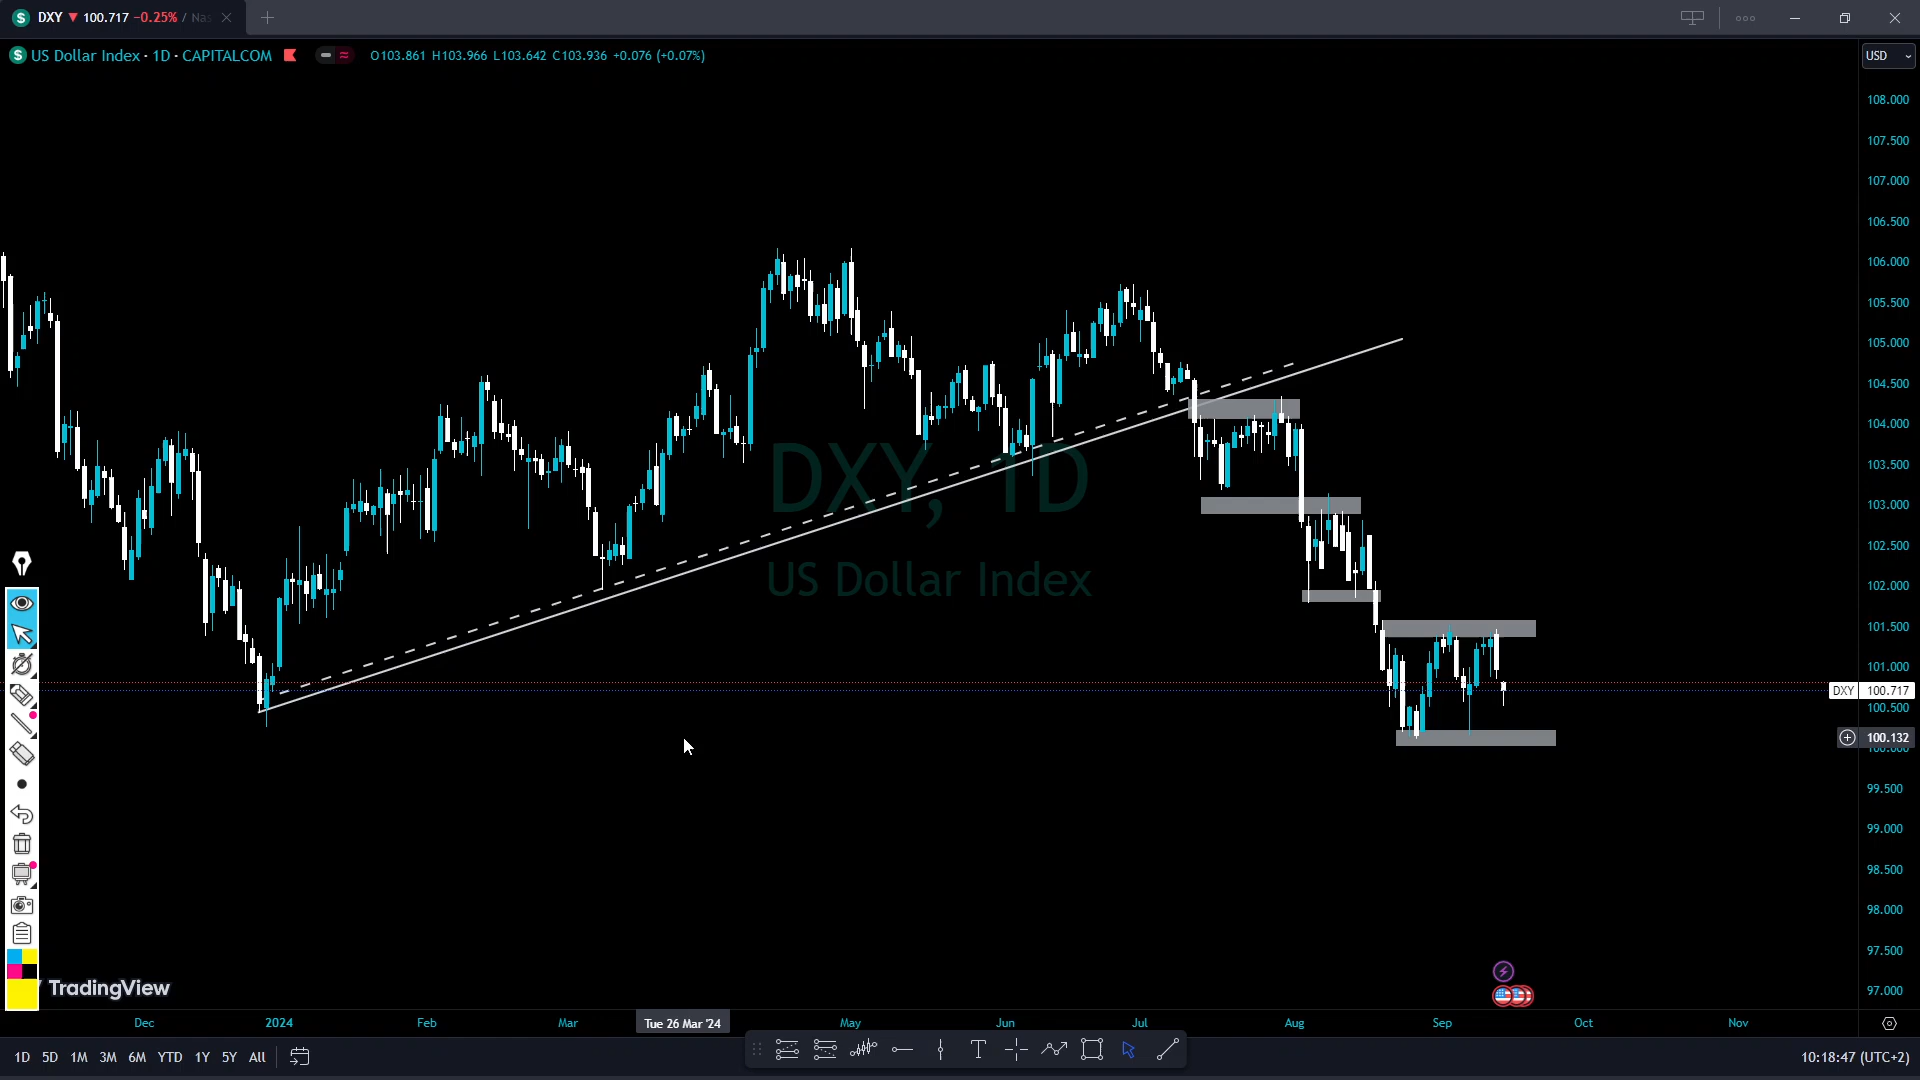 DXY ▼ 100.717 −0.25% / Nas
US Dollar Index · 1D · CAPITALCOM
O103.861 H103.966 L103.642 C103.936 +0.076 (+0.07%)
USD
108.000
107.500
107.000
106.500
106.000
105.500
105.000
104.500
104.000
103.500
103.000
102.500
102.000
101.500
101.000
DXY 100.717
100.500
100.132
100.000
99.500
99.000
98.500
98.000
97.500
97.000
DXY, 1D
US Dollar Index
TradingView
Dec 2024 Feb Mar Tue 26 Mar '24 May Jun Jul Aug Sep Oct Nov
1D 5D 1M 3M 6M YTD 1Y 5Y All
10:18:47 (UTC+2)